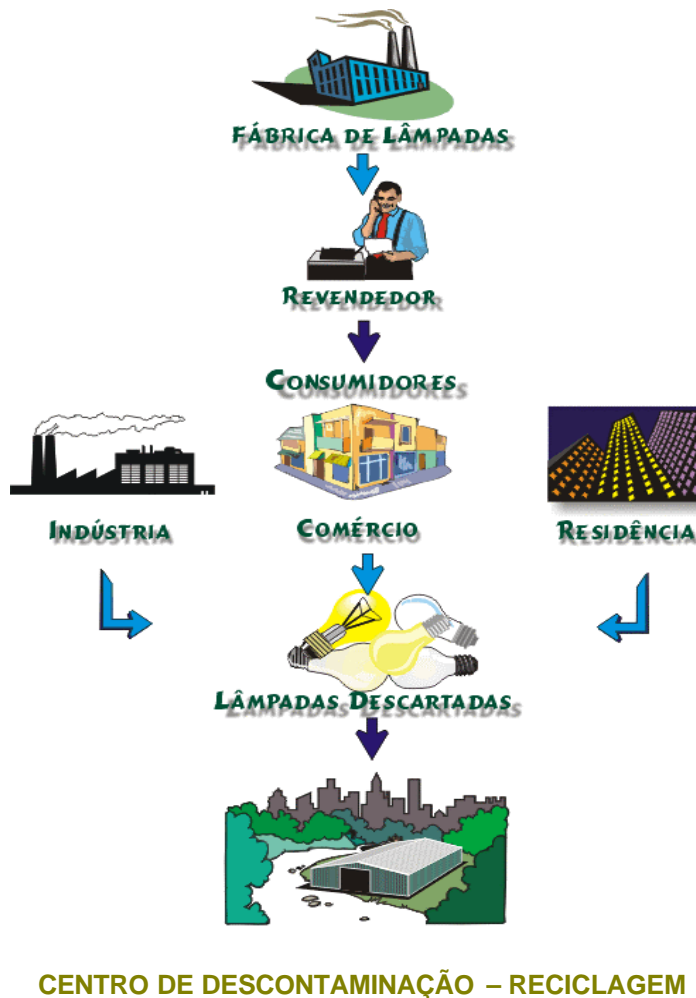 FÁBRICA DE LÂMPADAS
REVENDEDOR
CONSUMIDORES
INDÚSTRIA
COMÉRCIO
RESIDÊNCIA
LÂMPADAS DESCARTADAS
CENTRO DE DESCONTAMINAÇÃO – RECICLAGEM